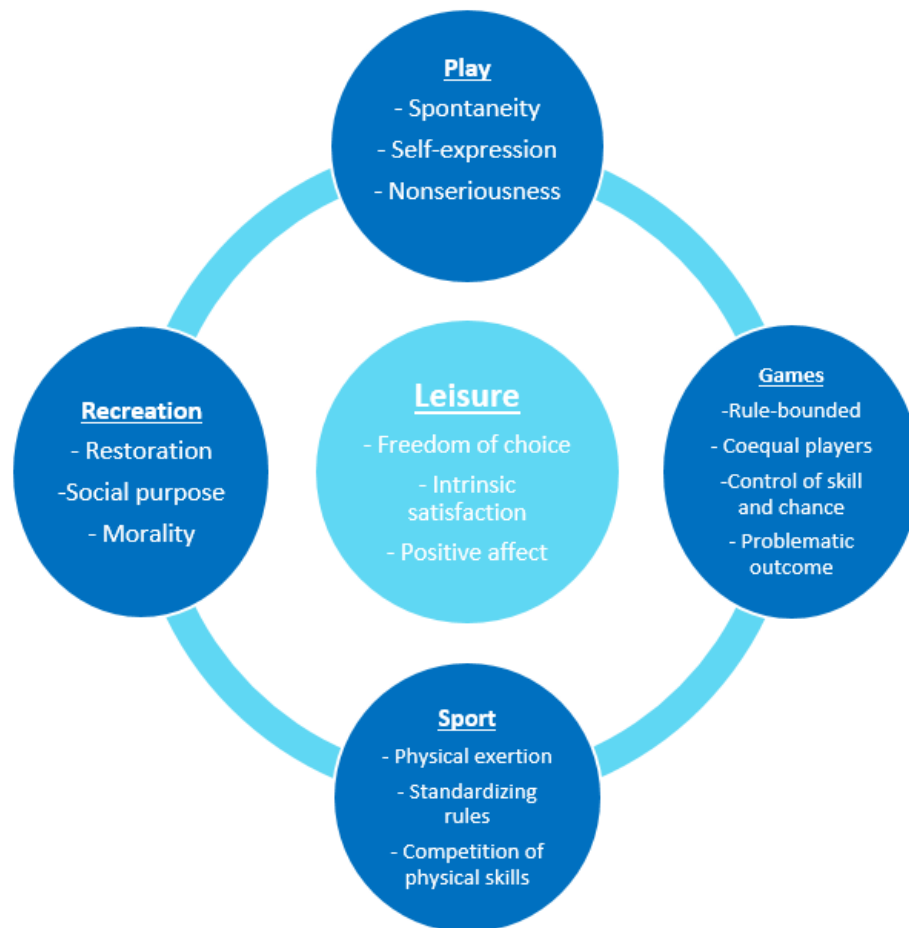 Play
- Spontaneity
- Self-expression
- Nonseriousness
Recreation
- Restoration
-Social purpose
- Morality
Leisure
- Freedom of choice
- Intrinsic
satisfaction
- Positive affect
Games
-Rule-bounded
- Coequal players
-Control of skill
and chance
- Problematic
outcome
Sport
- Physical exertion
- Standardizing
rules
- Competition of
physical skills